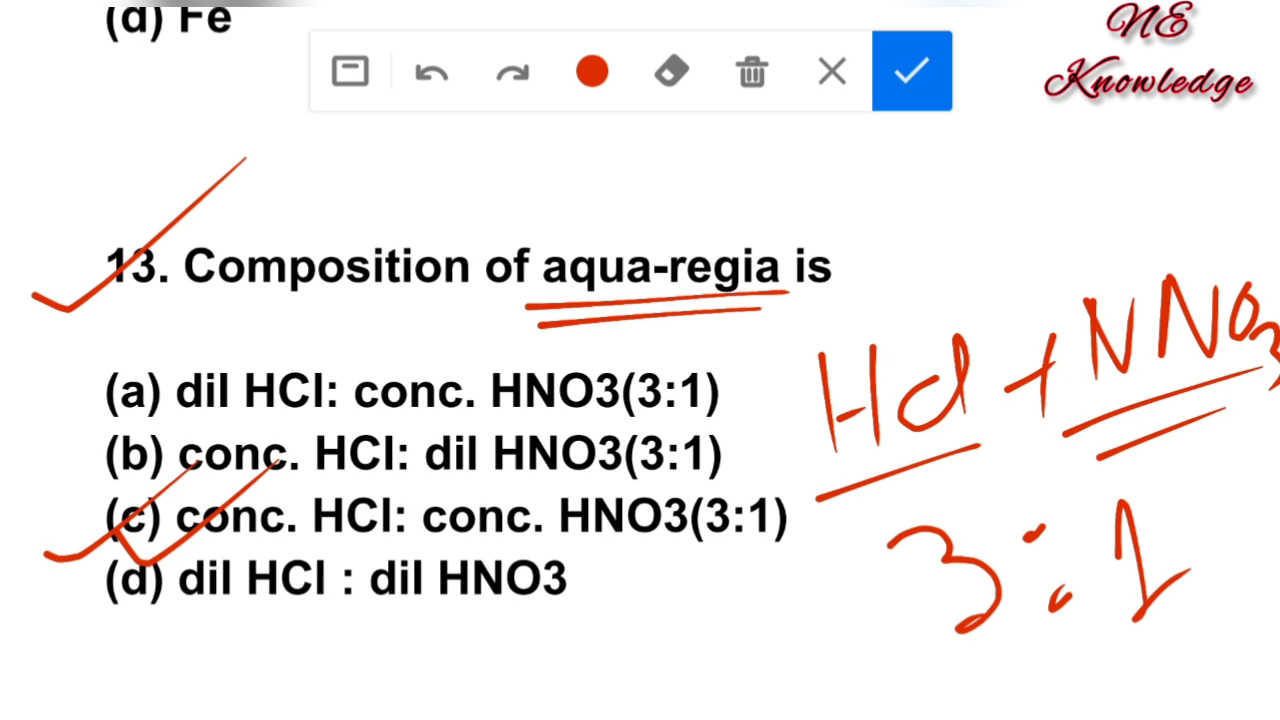 (d) Fe
NE
Knowledge
13. Composition of aqua-regia is
(a) dil HCl: conc. HNO3(3:1)
(b) conc. HCl: dil HNO3(3:1)
(c) conc. HCl: conc. HNO3(3:1)
(d) dil HCl : dil HNO3
Hcl + NNO3
3:1